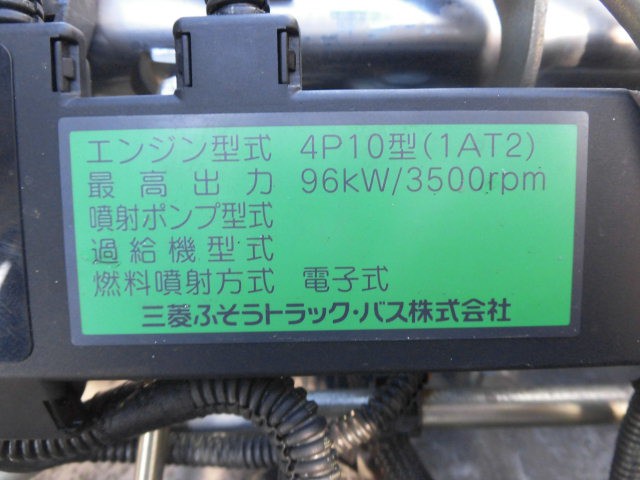 エンジン型式 4P10型(1AT2)
最高出力 96kW/3500rpm
噴射ポンプ型式
過給機型式
燃料噴射方式 電子式
三菱ふそうトラック・バス株式会社